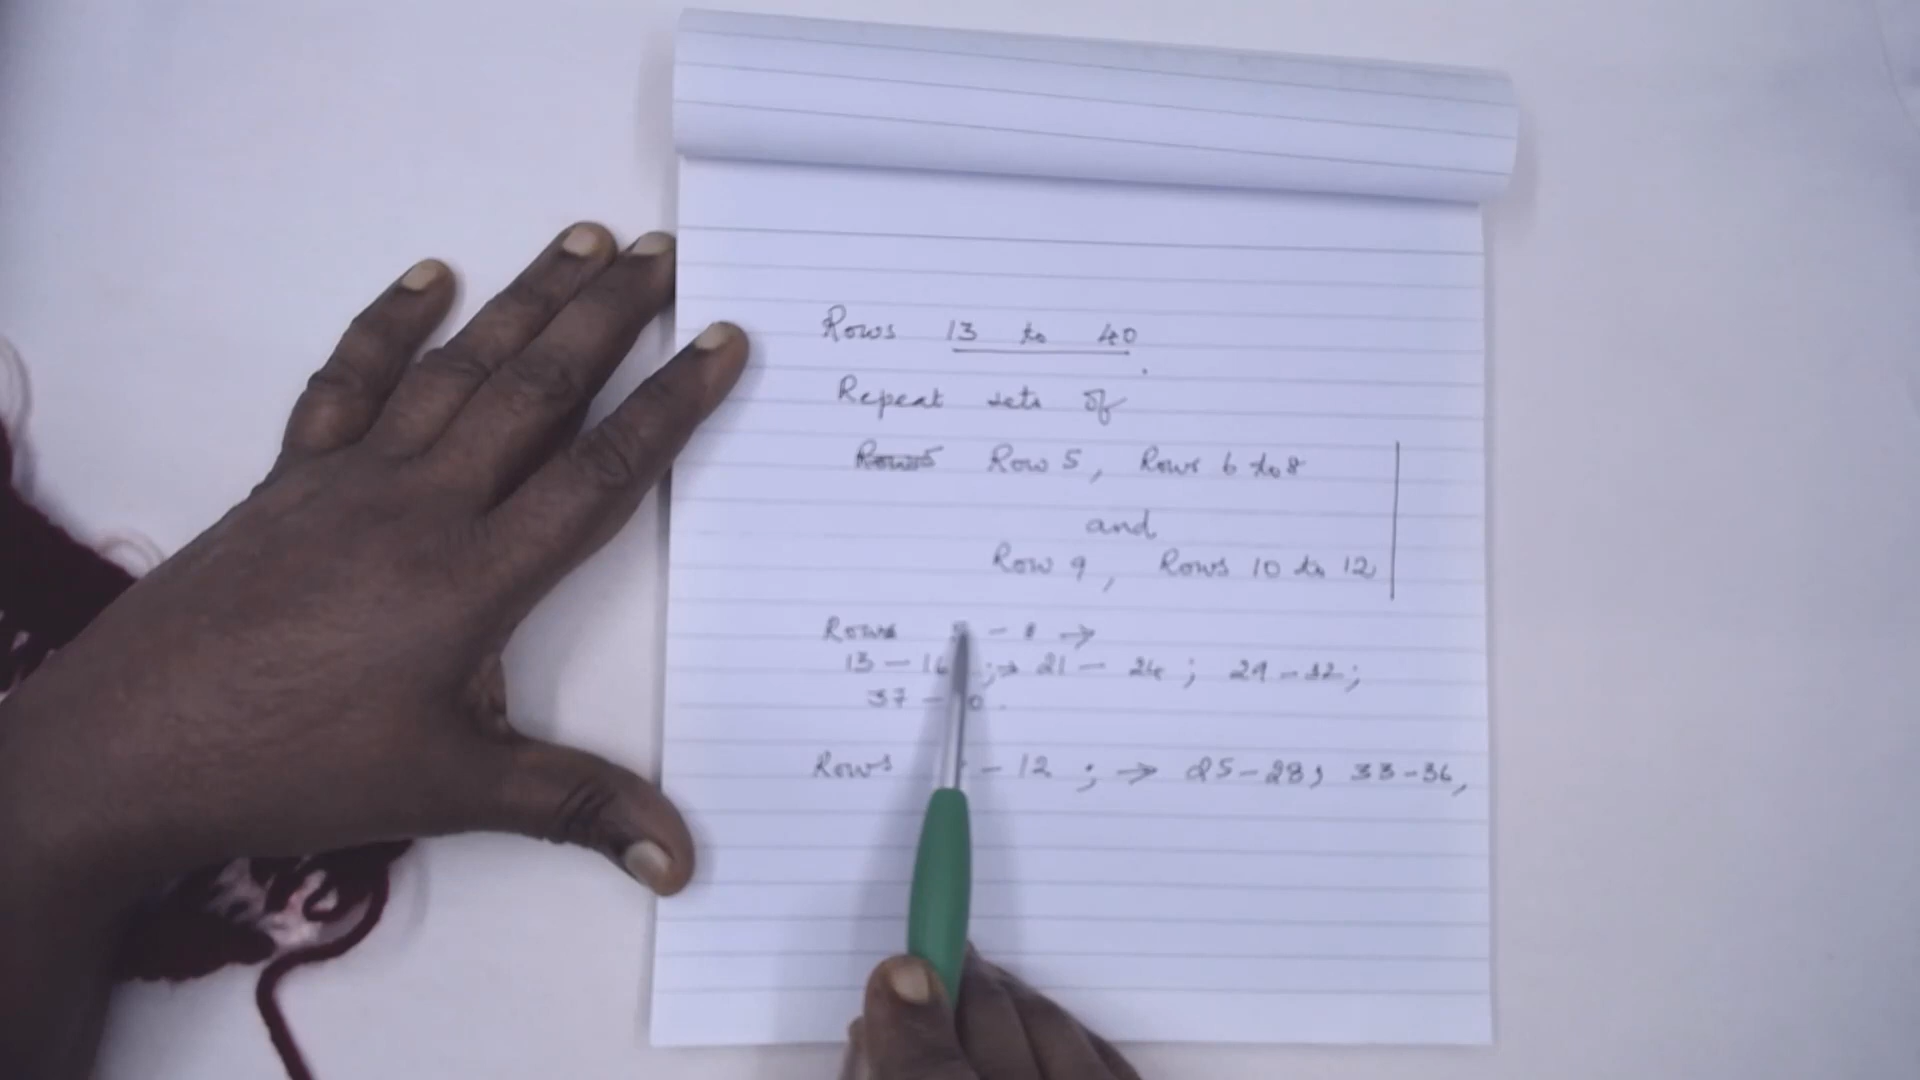 Rows 13 to 40.
Repeat sets of
Row 5, Rows 6 to 8
and
Row 9, Rows 10 to 12
Rows - 8 →
13 - 16 ; → 21 - 24 ; 29 - 32 ;
37 -
Rows - 12 ; → 25 - 28 ; 33 - 36 ,